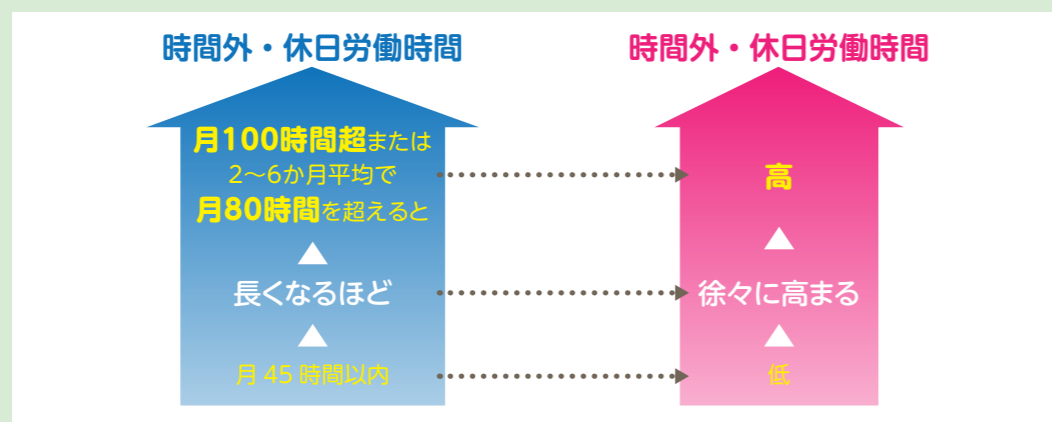 時間外・休日労働時間
月100時間超または
2〜6か月平均で
月80時間を超えると
長くなるほど
月45時間以内
時間外・休日労働時間
高
徐々に高まる
低